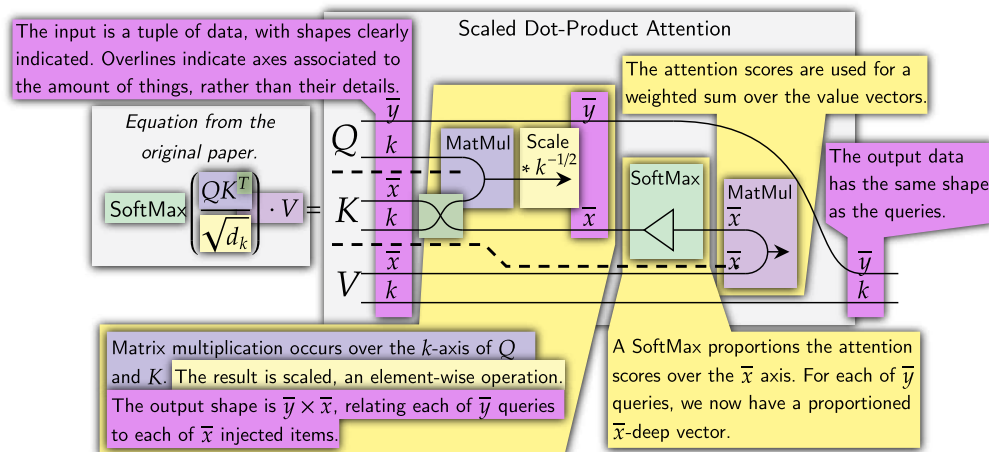 Scaled Dot-Product Attention
The input is a tuple of data, with shapes clearly
indicated. Overlines indicate axes associated to
the amount of things, rather than their details.
The attention scores are used for a
weighted sum over the value vectors.
Equation from the
original paper.
SoftMax(QK^T / √d_k) · V =
Q
K
V
y̅
k
x̅
k
x̅
k
MatMul
Scale
* k^{-1/2}
y̅
x̅
SoftMax
MatMul
x̅
x̅
The output data
has the same shape
as the queries.
y̅
k
Matrix multiplication occurs over the k-axis of Q
and K. The result is scaled, an element-wise operation.
The output shape is y̅ × x̅, relating each of y̅ queries
to each of x̅ injected items.
A SoftMax proportions the attention
scores over the x̅ axis. For each of y̅
queries, we now have a proportioned
x̅-deep vector.